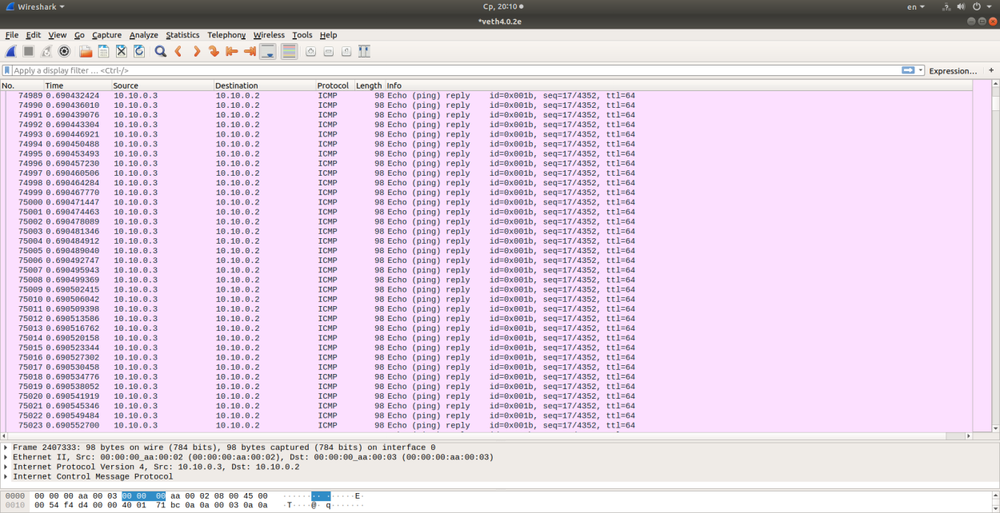 Wireshark
Ср, 20:10
en
*veth4.0.2e
File Edit View Go Capture Analyze Statistics Telephony Wireless Tools Help
Apply a display filter … <Ctrl-/>
Expression… +
No. Time Source Destination Protocol Length Info
74989 0.690432424 10.10.0.3 10.10.0.2 ICMP 98 Echo (ping) reply id=0x001b, seq=17/4352, ttl=64
74990 0.690436010 10.10.0.3 10.10.0.2 ICMP 98 Echo (ping) reply id=0x001b, seq=17/4352, ttl=64
74991 0.690439076 10.10.0.3 10.10.0.2 ICMP 98 Echo (ping) reply id=0x001b, seq=17/4352, ttl=64
74992 0.690443304 10.10.0.3 10.10.0.2 ICMP 98 Echo (ping) reply id=0x001b, seq=17/4352, ttl=64
74993 0.690446921 10.10.0.3 10.10.0.2 ICMP 98 Echo (ping) reply id=0x001b, seq=17/4352, ttl=64
74994 0.690450488 10.10.0.3 10.10.0.2 ICMP 98 Echo (ping) reply id=0x001b, seq=17/4352, ttl=64
74995 0.690453493 10.10.0.3 10.10.0.2 ICMP 98 Echo (ping) reply id=0x001b, seq=17/4352, ttl=64
74996 0.690457230 10.10.0.3 10.10.0.2 ICMP 98 Echo (ping) reply id=0x001b, seq=17/4352, ttl=64
74997 0.690460506 10.10.0.3 10.10.0.2 ICMP 98 Echo (ping) reply id=0x001b, seq=17/4352, ttl=64
74998 0.690464284 10.10.0.3 10.10.0.2 ICMP 98 Echo (ping) reply id=0x001b, seq=17/4352, ttl=64
74999 0.690467770 10.10.0.3 10.10.0.2 ICMP 98 Echo (ping) reply id=0x001b, seq=17/4352, ttl=64
75000 0.690471447 10.10.0.3 10.10.0.2 ICMP 98 Echo (ping) reply id=0x001b, seq=17/4352, ttl=64
75001 0.690474463 10.10.0.3 10.10.0.2 ICMP 98 Echo (ping) reply id=0x001b, seq=17/4352, ttl=64
75002 0.690478089 10.10.0.3 10.10.0.2 ICMP 98 Echo (ping) reply id=0x001b, seq=17/4352, ttl=64
75003 0.690481346 10.10.0.3 10.10.0.2 ICMP 98 Echo (ping) reply id=0x001b, seq=17/4352, ttl=64
75004 0.690484912 10.10.0.3 10.10.0.2 ICMP 98 Echo (ping) reply id=0x001b, seq=17/4352, ttl=64
75005 0.690489040 10.10.0.3 10.10.0.2 ICMP 98 Echo (ping) reply id=0x001b, seq=17/4352, ttl=64
75006 0.690492747 10.10.0.3 10.10.0.2 ICMP 98 Echo (ping) reply id=0x001b, seq=17/4352, ttl=64
75007 0.690495943 10.10.0.3 10.10.0.2 ICMP 98 Echo (ping) reply id=0x001b, seq=17/4352, ttl=64
75008 0.690499369 10.10.0.3 10.10.0.2 ICMP 98 Echo (ping) reply id=0x001b, seq=17/4352, ttl=64
75009 0.690502415 10.10.0.3 10.10.0.2 ICMP 98 Echo (ping) reply id=0x001b, seq=17/4352, ttl=64
75010 0.690506042 10.10.0.3 10.10.0.2 ICMP 98 Echo (ping) reply id=0x001b, seq=17/4352, ttl=64
75011 0.690509398 10.10.0.3 10.10.0.2 ICMP 98 Echo (ping) reply id=0x001b, seq=17/4352, ttl=64
75012 0.690513586 10.10.0.3 10.10.0.2 ICMP 98 Echo (ping) reply id=0x001b, seq=17/4352, ttl=64
75013 0.690516762 10.10.0.3 10.10.0.2 ICMP 98 Echo (ping) reply id=0x001b, seq=17/4352, ttl=64
75014 0.690520158 10.10.0.3 10.10.0.2 ICMP 98 Echo (ping) reply id=0x001b, seq=17/4352, ttl=64
75015 0.690523344 10.10.0.3 10.10.0.2 ICMP 98 Echo (ping) reply id=0x001b, seq=17/4352, ttl=64
75016 0.690527302 10.10.0.3 10.10.0.2 ICMP 98 Echo (ping) reply id=0x001b, seq=17/4352, ttl=64
75017 0.690530458 10.10.0.3 10.10.0.2 ICMP 98 Echo (ping) reply id=0x001b, seq=17/4352, ttl=64
75018 0.690534776 10.10.0.3 10.10.0.2 ICMP 98 Echo (ping) reply id=0x001b, seq=17/4352, ttl=64
75019 0.690538052 10.10.0.3 10.10.0.2 ICMP 98 Echo (ping) reply id=0x001b, seq=17/4352, ttl=64
75020 0.690541919 10.10.0.3 10.10.0.2 ICMP 98 Echo (ping) reply id=0x001b, seq=17/4352, ttl=64
75021 0.690545346 10.10.0.3 10.10.0.2 ICMP 98 Echo (ping) reply id=0x001b, seq=17/4352, ttl=64
75022 0.690549484 10.10.0.3 10.10.0.2 ICMP 98 Echo (ping) reply id=0x001b, seq=17/4352, ttl=64
75023 0.690552700 10.10.0.3 10.10.0.2 ICMP 98 Echo (ping) reply id=0x001b, seq=17/4352, ttl=64
Frame 2407333: 98 bytes on wire (784 bits), 98 bytes captured (784 bits) on interface 0
Ethernet II, Src: 00:00:00_aa:00:02 (00:00:00:aa:00:02), Dst: 00:00:00_aa:00:03 (00:00:00:aa:00:03)
Internet Protocol Version 4, Src: 10.10.0.3, Dst: 10.10.0.2
Internet Control Message Protocol
0000 00 00 00 aa 00 03 00 00 00 aa 00 02 08 00 45 00 ········ ······E·
0010 00 54 f4 d4 00 00 40 01 71 bc 0a 0a 00 03 0a 0a ·T····@· q·······